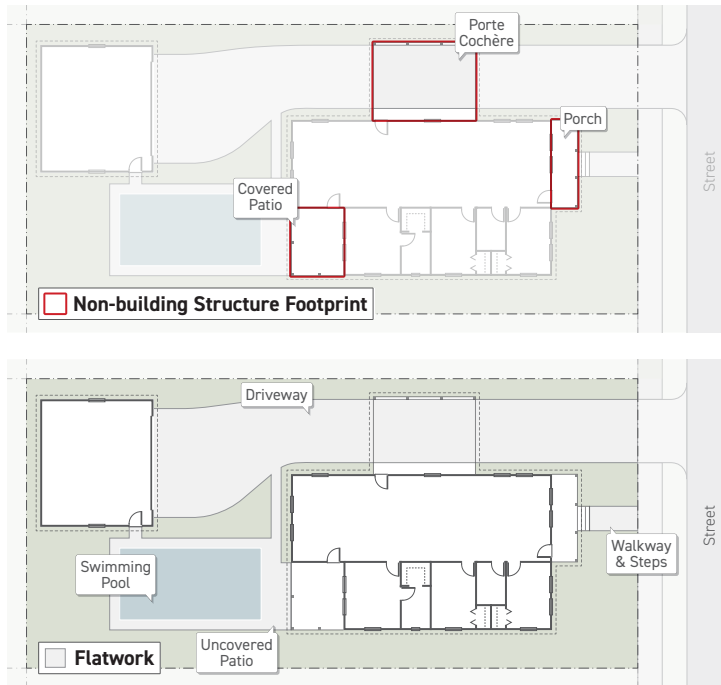 Porte
Cochère
Porch
Street
Covered
Patio
Non-building Structure Footprint
Driveway
Street
Walkway
& Steps
Swimming
Pool
Uncovered
Patio
Flatwork